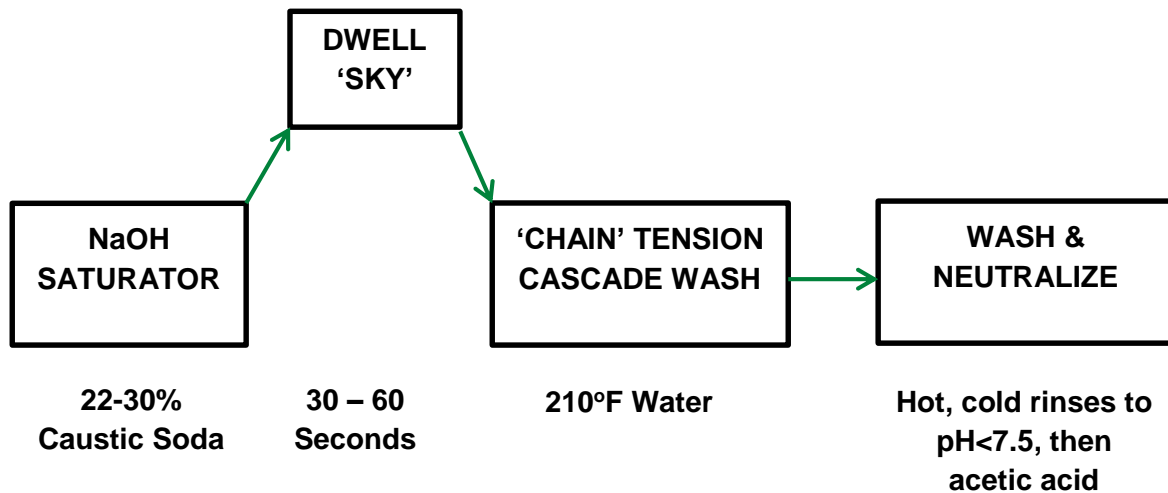 DWELL
‘SKY’
NaOH
SATURATOR
‘CHAIN’ TENSION
CASCADE WASH
WASH &
NEUTRALIZE
22-30%
Caustic Soda
30 – 60
Seconds
210ºF Water
Hot, cold rinses to
pH<7.5, then
acetic acid